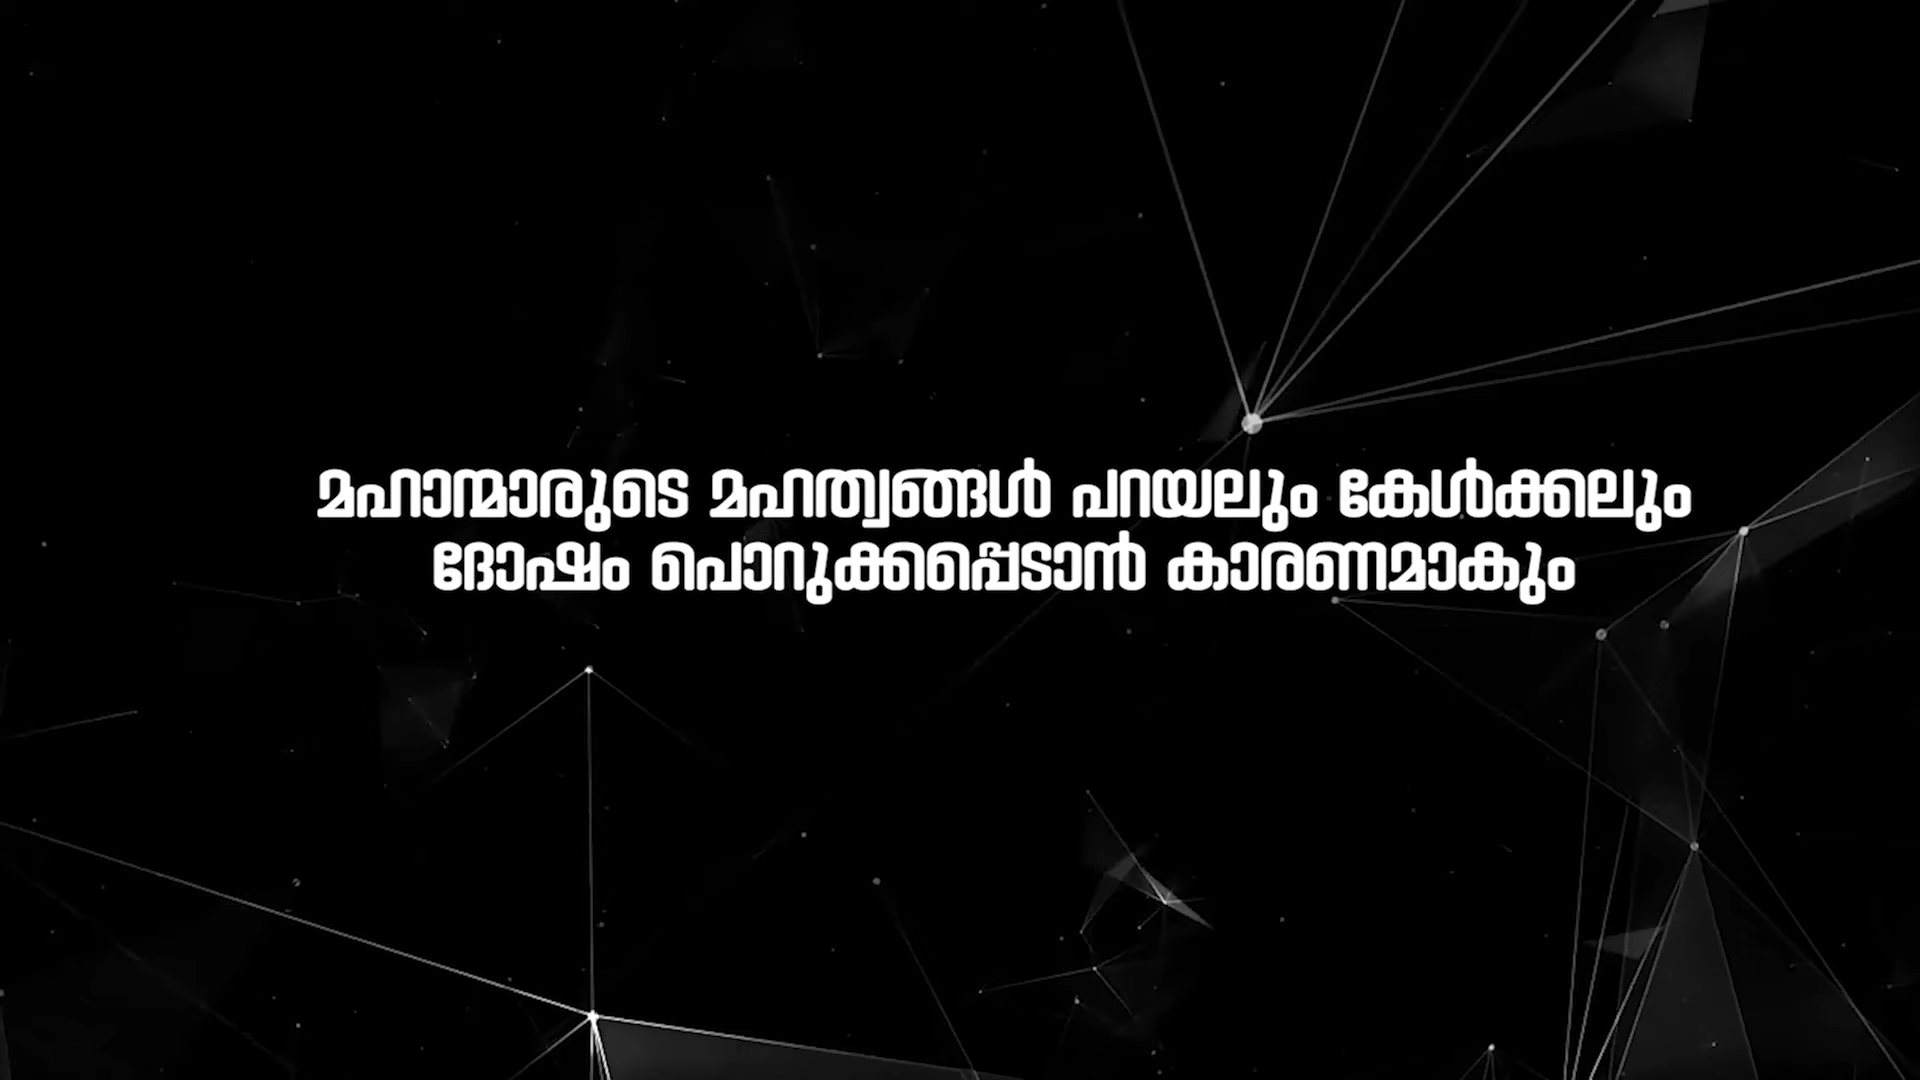 മഹാന്മാരുടെ മഹത്വങ്ങൾ പറയലും കേൾക്കലും
ദോഷം പൊറുക്കപ്പെടാൻ കാരണമാകും